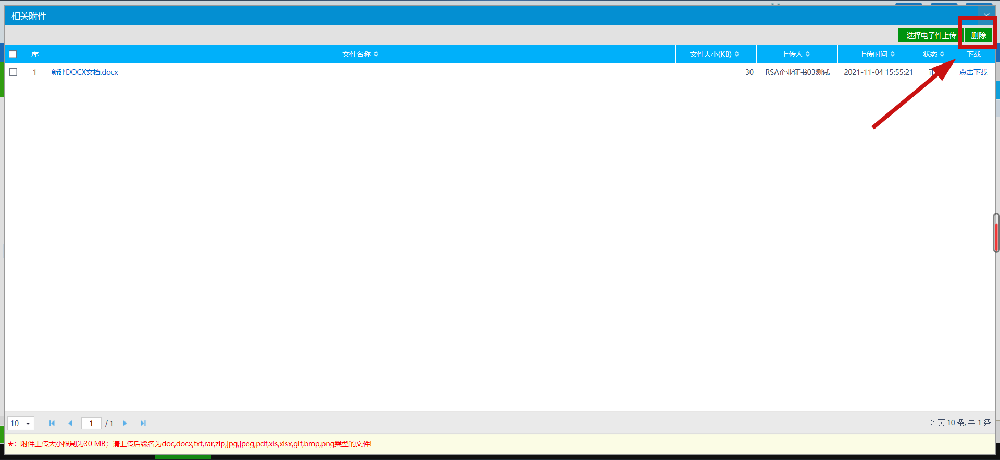 相关附件
选择电子件上传 删除
序 文件名称 文件大小(KB) 上传人 上传时间 状态 下载
1 新建DOCX文档.docx 30 RSA企业证书03测试 2021-11-04 15:55:21 正 点击下载
10 1 / 1 每页 10 条, 共 1 条
★：附件上传大小限制为30 MB；请上传后缀名为doc,docx,txt,rar,zip,jpg,jpeg,pdf,xls,xlsx,gif,bmp,png类型的文件!